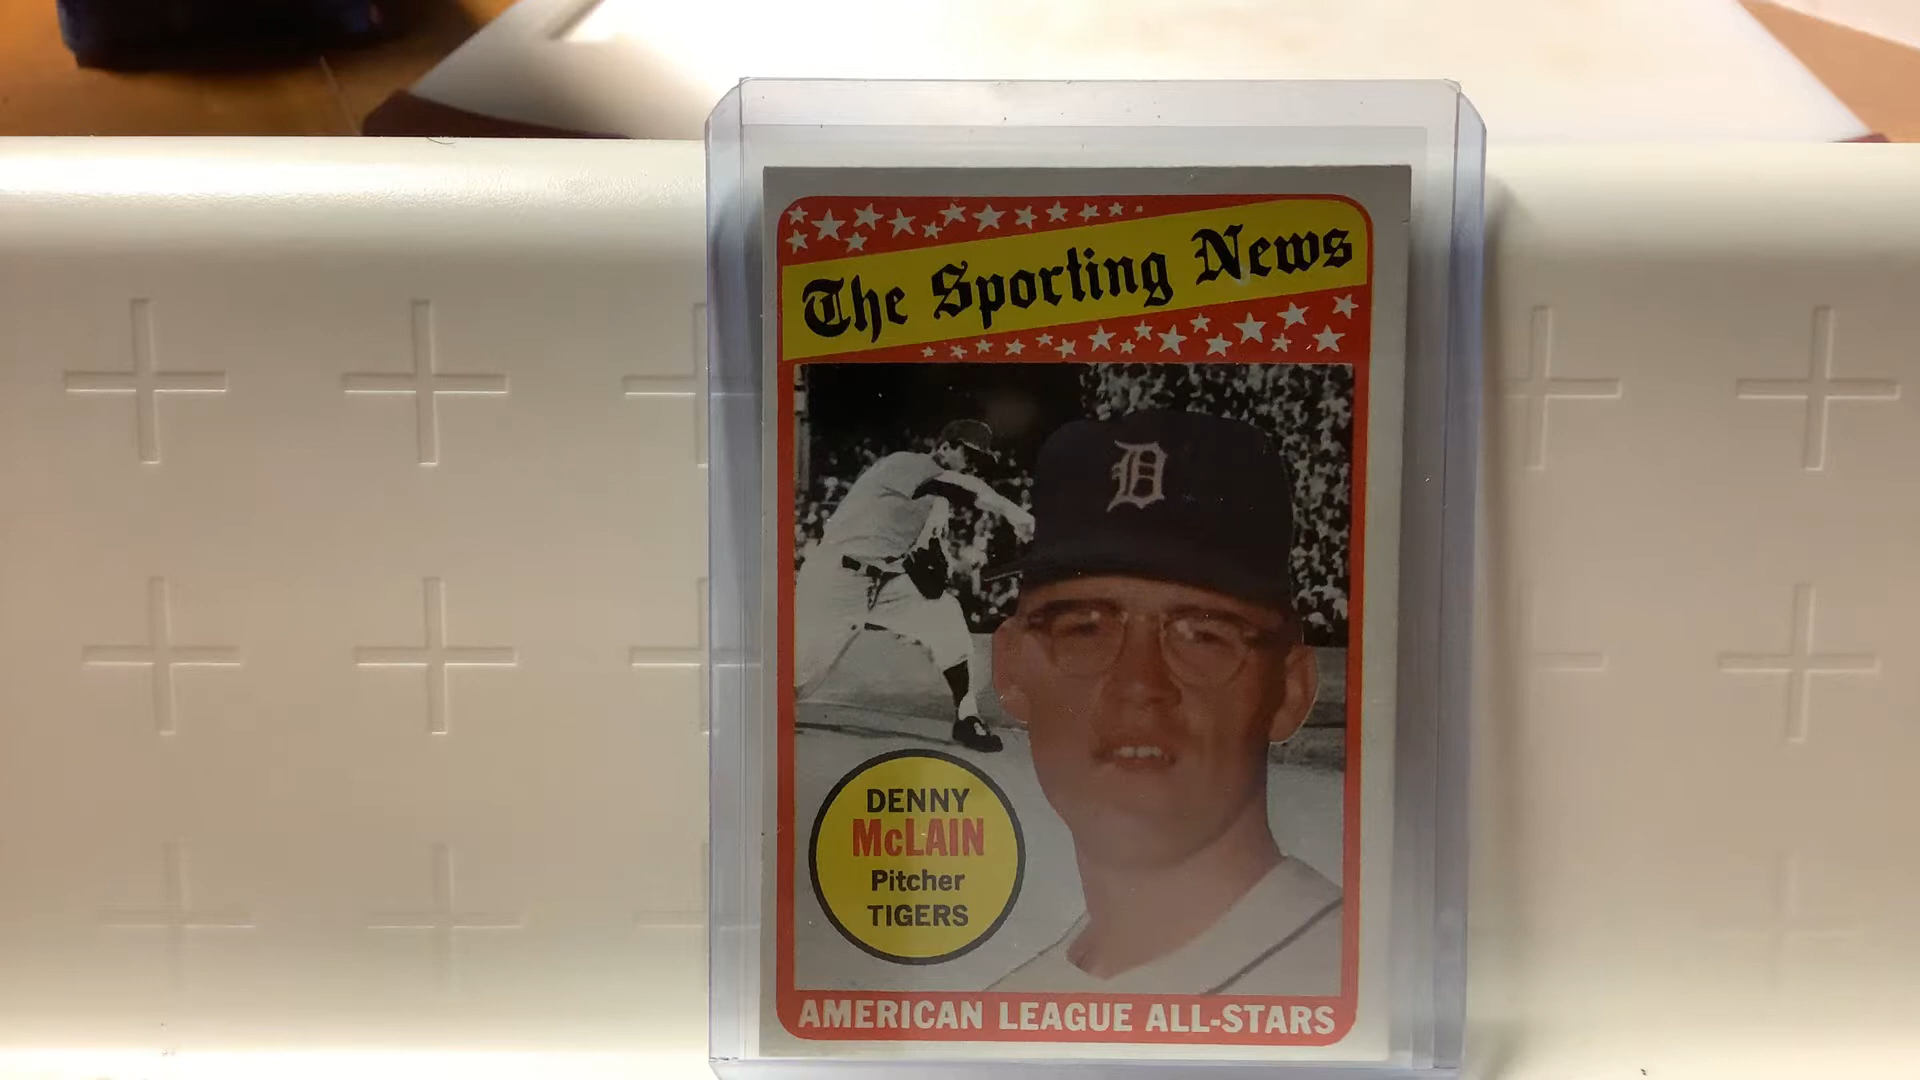 The Sporting News
D
DENNY
McLAIN
Pitcher
TIGERS
AMERICAN LEAGUE ALL-STARS